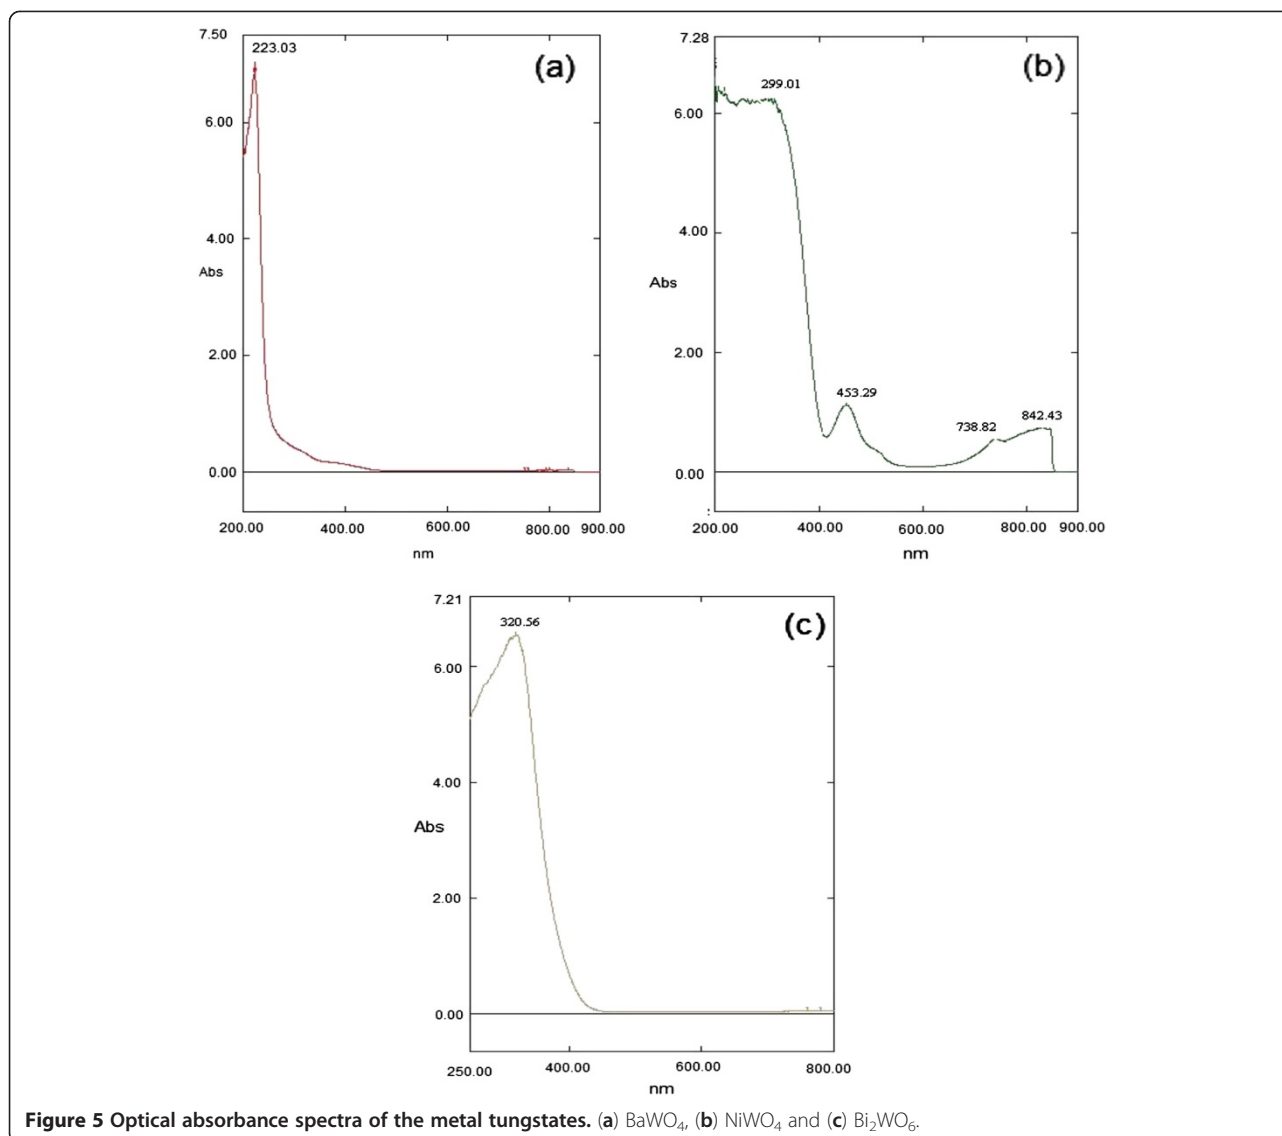 7.50
223.03
(a)
6.00
4.00
Abs
2.00
0.00
200.00 400.00 600.00 800.00 900.00
nm
7.28
299.01
(b)
6.00
4.00
Abs
2.00
453.29
738.82
842.43
0.00
200.00 400.00 600.00 800.00 900.00
nm
7.21
320.56
(c)
6.00
4.00
Abs
2.00
0.00
250.00 400.00 600.00 800.00
nm
Figure 5 Optical absorbance spectra of the metal tungstates. (a) BaWO₄, (b) NiWO₄ and (c) Bi₂WO₆.